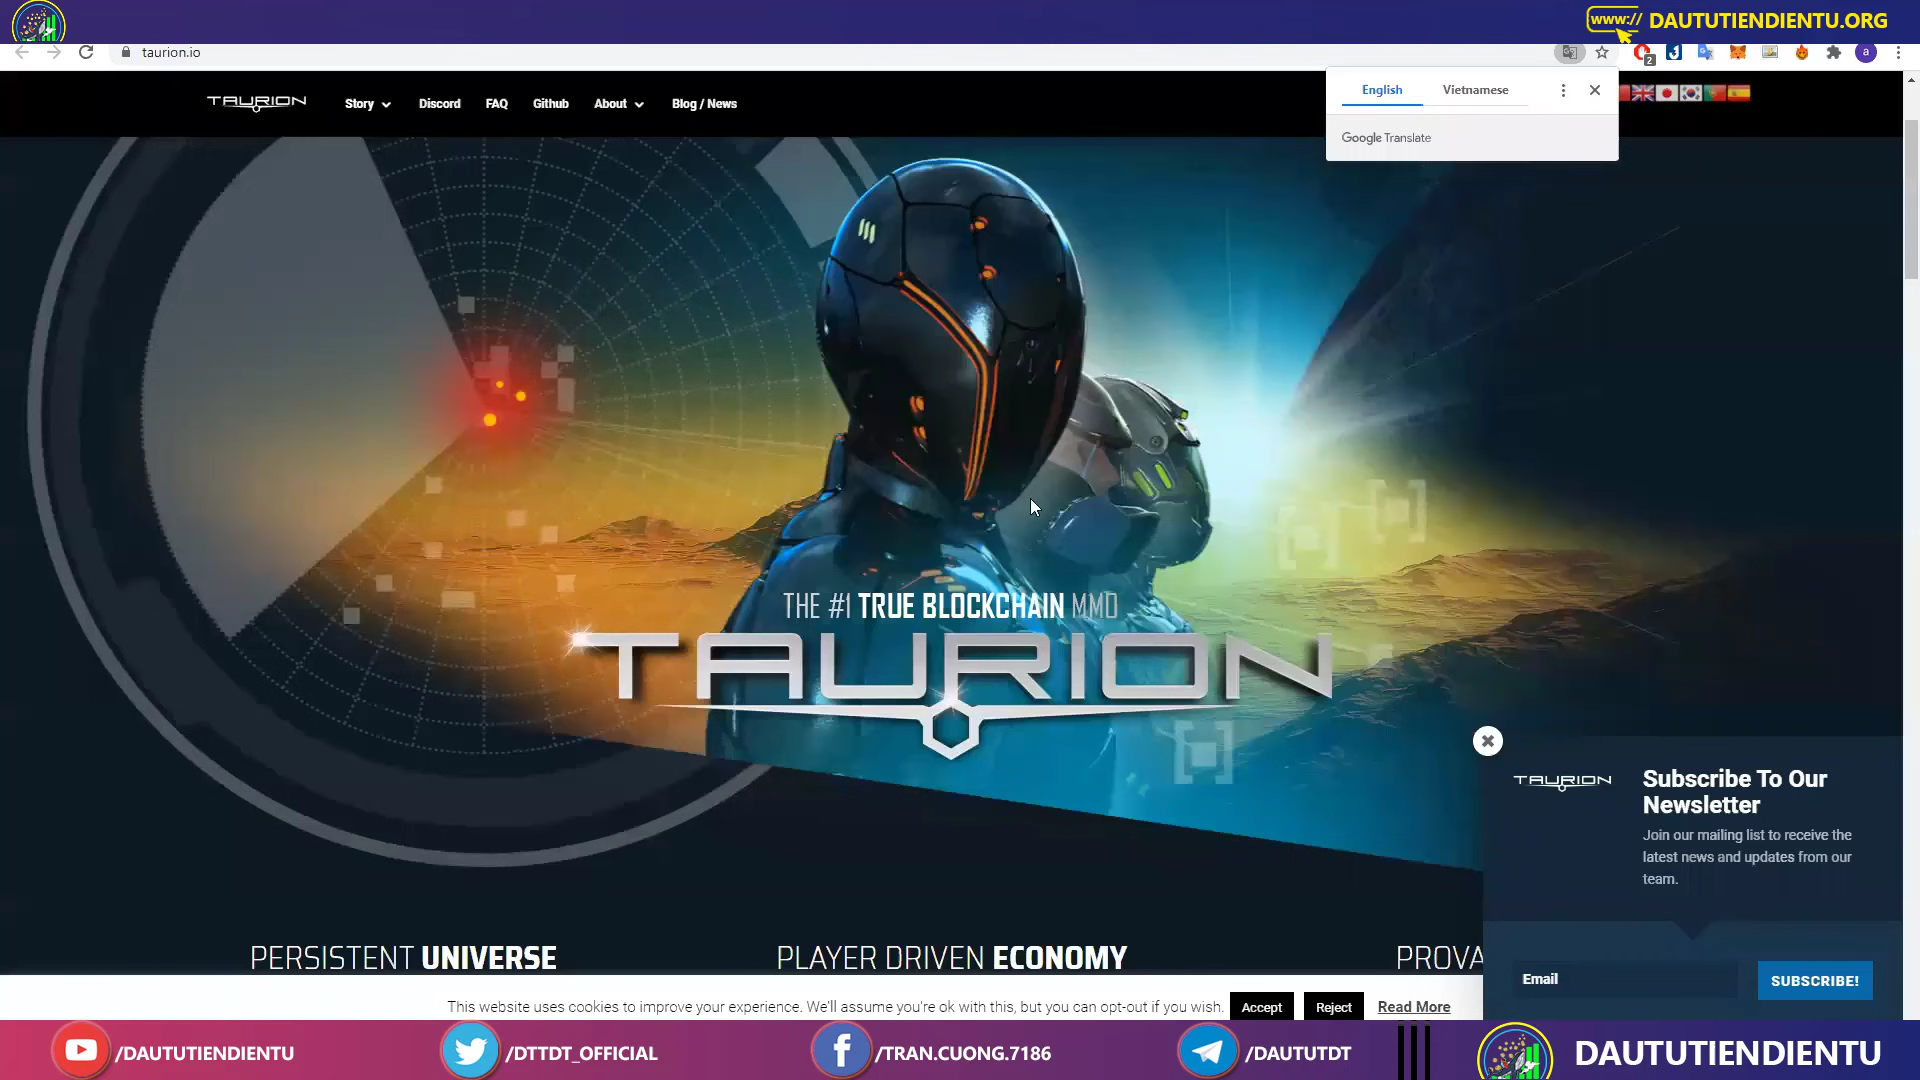 www:// DAUTUTIENDIENTU.ORG
taurion.io
2
a
TAURION
Story
Discord
FAQ
Github
About
Blog / News
English
Vietnamese
Google Translate
THE #1 TRUE BLOCKCHAIN MMO
TAURION
TAURION
Subscribe To Our
Newsletter
Join our mailing list to receive the
latest news and updates from our
team.
PERSISTENT UNIVERSE
PLAYER DRIVEN ECONOMY
PROVA
Email
SUBSCRIBE!
This website uses cookies to improve your experience. We'll assume you're ok with this, but you can opt-out if you wish.
Accept
Reject
Read More
/DAUTUTIENDIENTU
/DTTDT_OFFICIAL
/TRAN.CUONG.7186
/DAUTUTDT
DAUTUTIENDIENTU